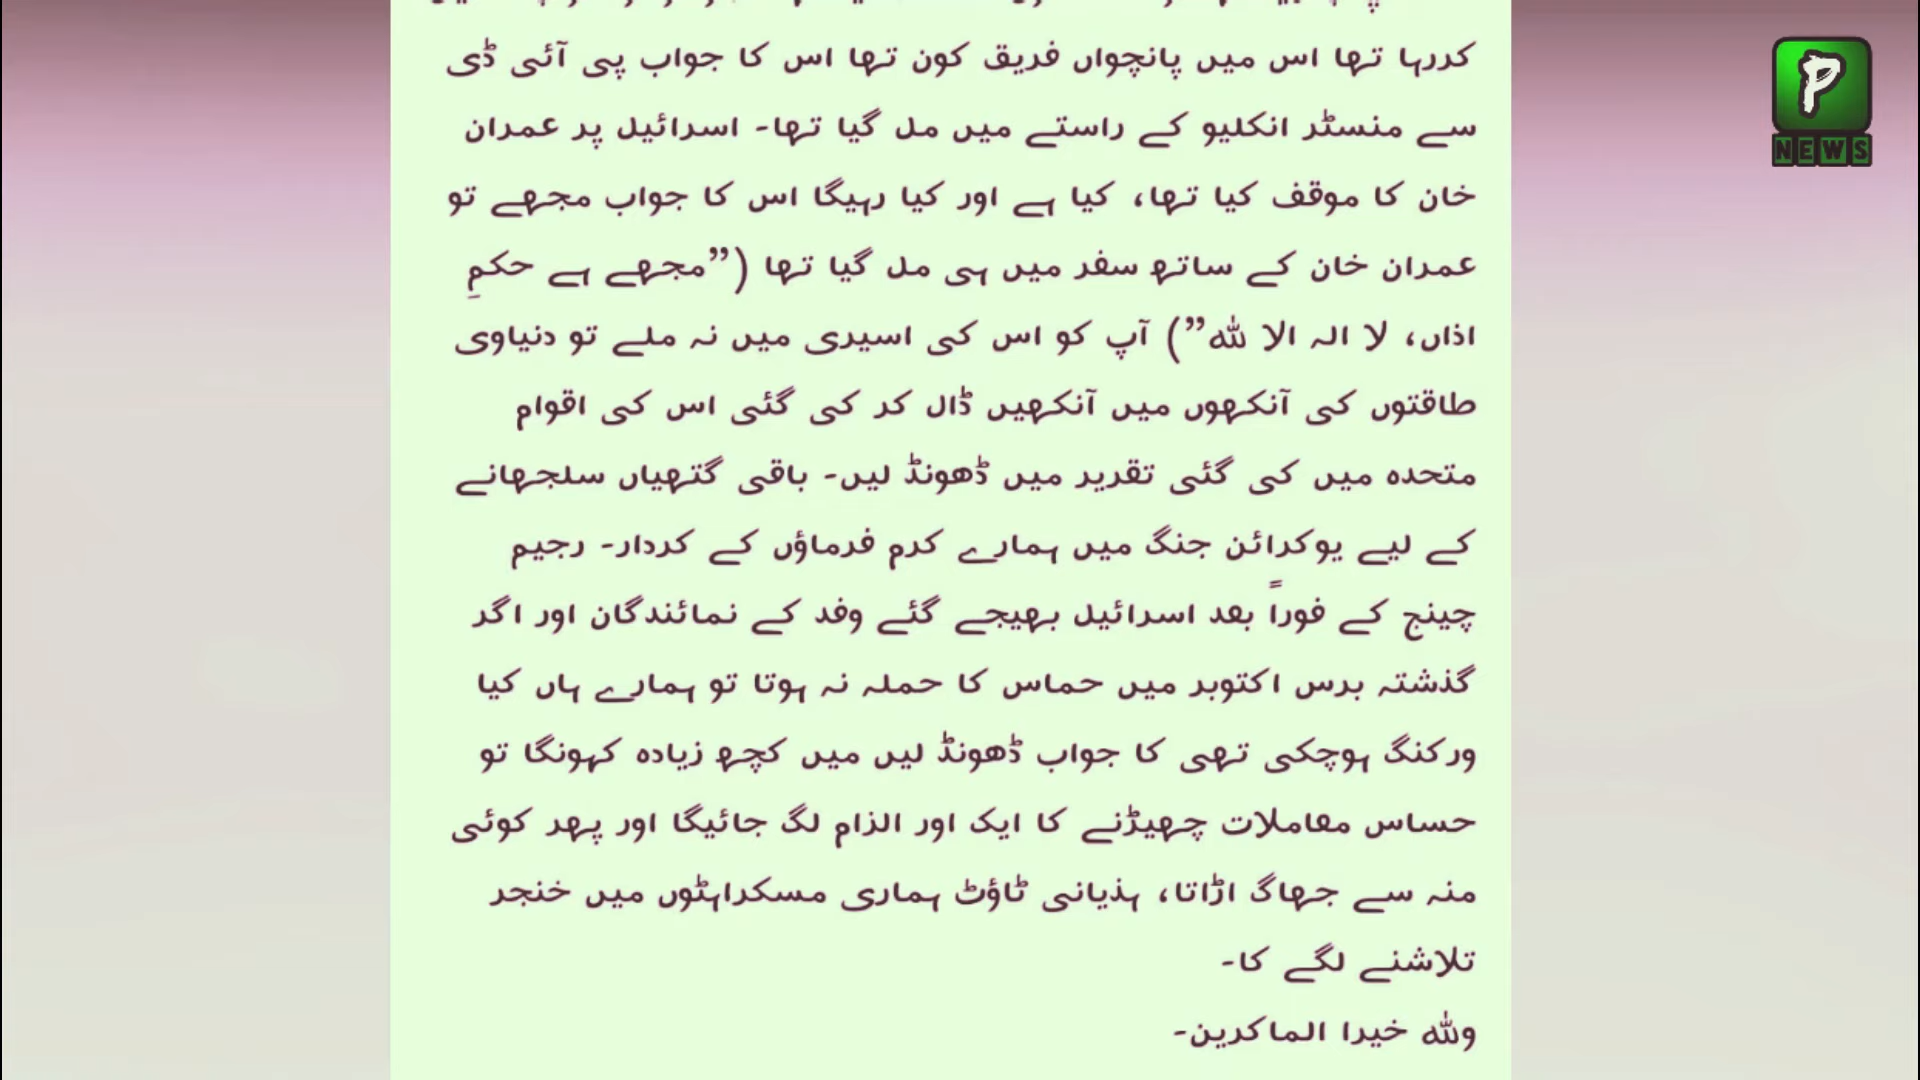 کررہا تھا اس میں پانچواں فریق کون تھا اس کا جواب پی آئی ڈی
سے منسٹر انکلیو کے راستے میں مل گیا تھا۔ اسرائیل پر عمران
خان کا موقف کیا تھا، کیا ہے اور کیا رہیگا اس کا جواب مجھے تو
عمران خان کے ساتھ سفر میں ہی مل گیا تھا (”مجھے ہے حکمِ
اذاں، لا الہ الا للہ”) آپ کو اس کی اسیری میں نہ ملے تو دنیاوی
طاقتوں کی آنکھوں میں آنکھیں ڈال کر کی گئی اس کی اقوام
متحدہ میں کی گئی تقریر میں ڈھونڈ لیں۔ باقی گتھیاں سلجھانے
کے لیے یوکرائن جنگ میں ہمارے کرم فرماؤں کے کردار۔ رجیم
چینج کے فوراً بعد اسرائیل بھیجے گئے وفد کے نمائندگان اور اگر
گذشتہ برس اکتوبر میں حماس کا حملہ نہ ہوتا تو ہمارے ہاں کیا
ورکنگ ہوچکی تھی کا جواب ڈھونڈ لیں میں کچھ زیادہ کہونگا تو
حساس معاملات چھیڑنے کا ایک اور الزام لگ جائیگا اور پھر کوئی
منہ سے جھاگ اڑاتا، ہذیانی ٹاؤٹ ہماری مسکراہٹوں میں خنجر
تلاشنے لگے کا۔
وللہ خیرا الماکرین۔
P
NEWS